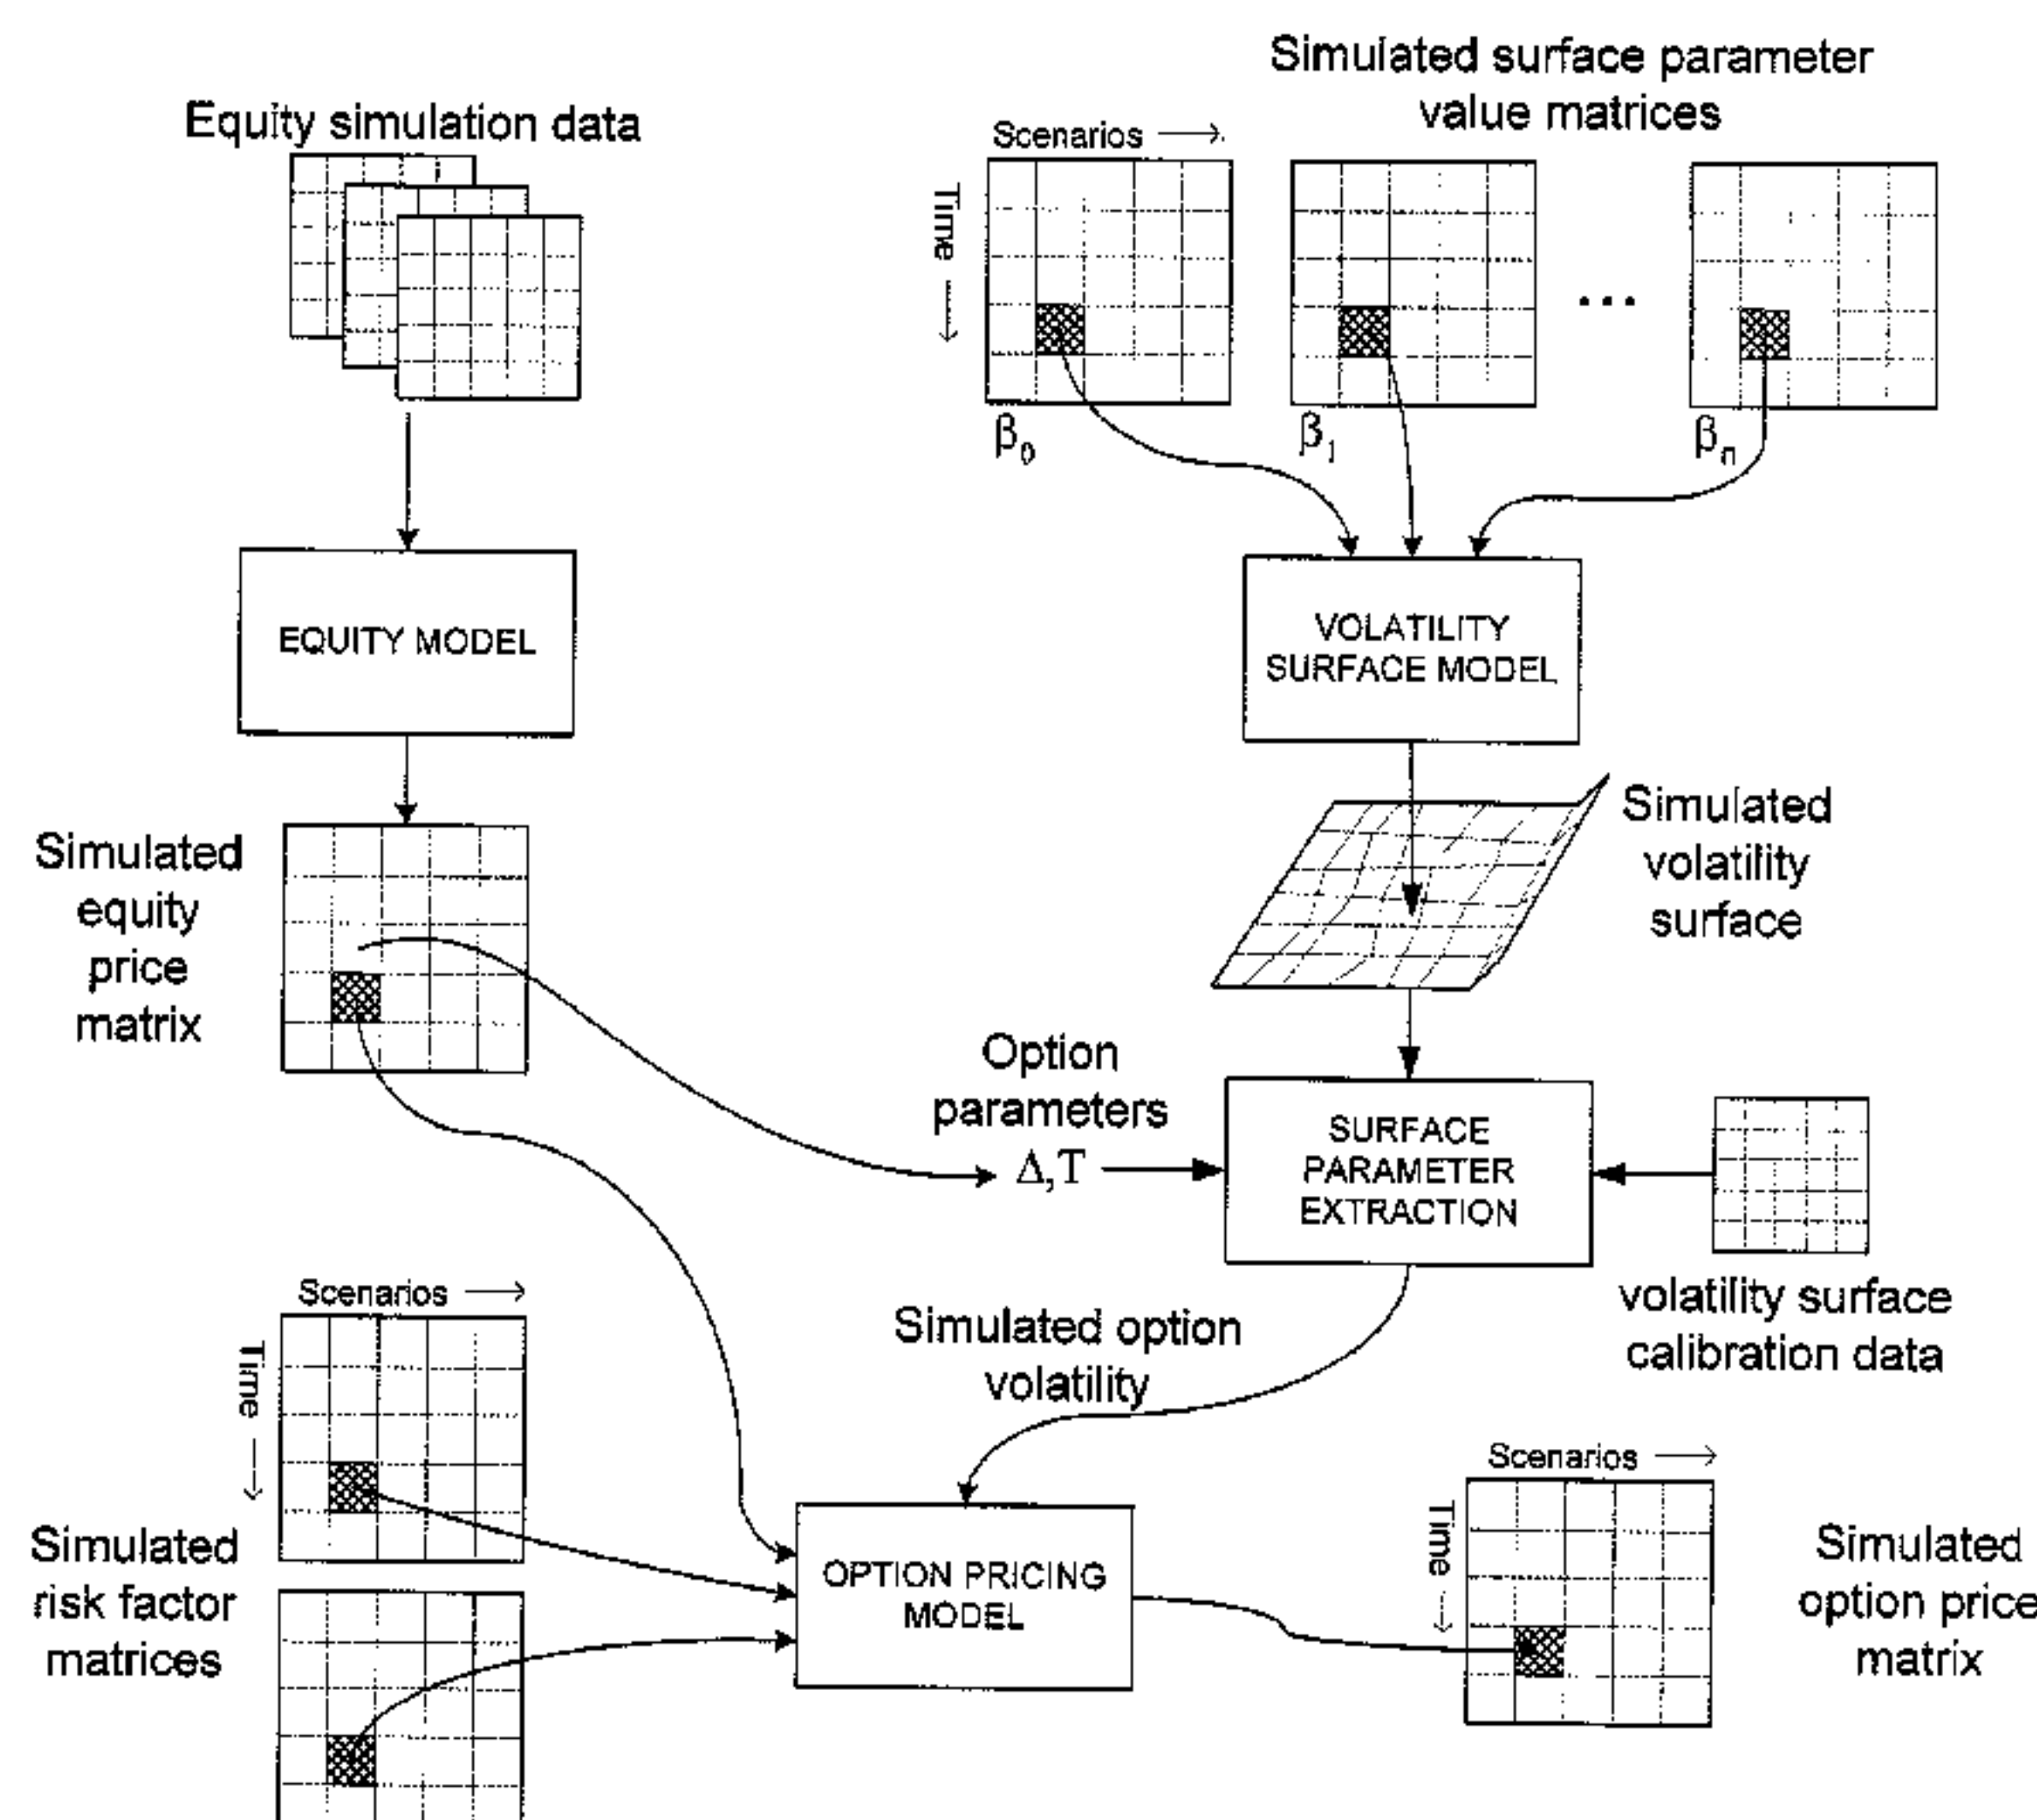 Equity simulation data
Simulated surface parameter
value matrices
Scenarios
Time
β0
β1
βn
EQUITY MODEL
VOLATILITY
SURFACE MODEL
Simulated
equity
price
matrix
Simulated
volatility
surface
Option
parameters
Δ,T
SURFACE
PARAMETER
EXTRACTION
volatility surface
calibration data
Simulated option
volatility
Scenarios
Time
Simulated
risk factor
matrices
OPTION PRICING
MODEL
Scenarios
Time
Simulated
option price
matrix